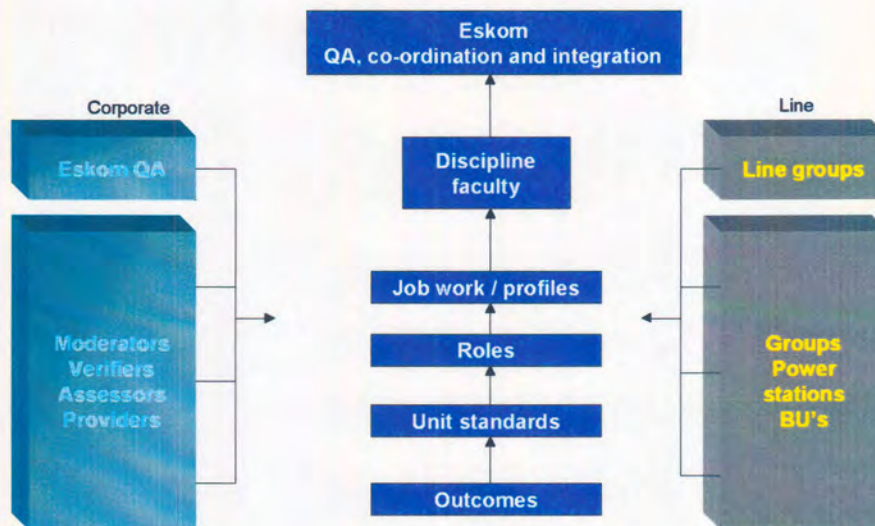 Eskom
QA, co-ordination and integration
Corporate
Line
Eskom QA
Discipline
faculty
Line groups
Job work / profiles
Moderators
Verifiers
Assessors
Providers
Roles
Groups
Power
stations
BU's
Unit standards
Outcomes